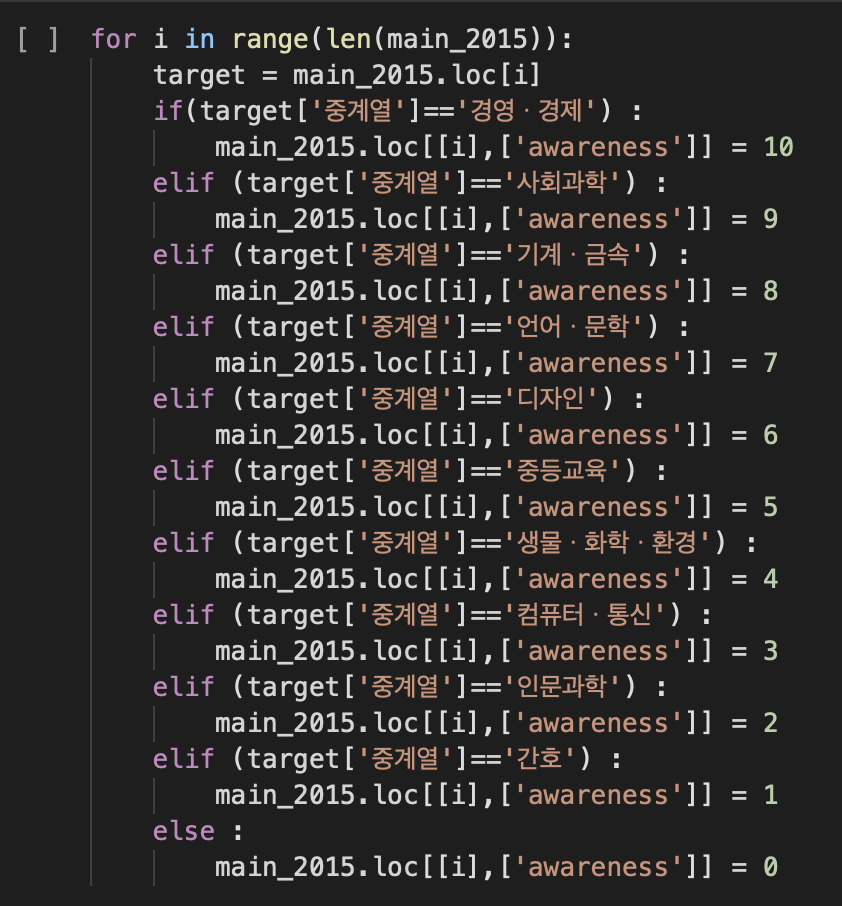 [ ] for i in range(len(main_2015)):
target = main_2015.loc[i]
if(target['중계열']=='경영·경제') :
main_2015.loc[[i],['awareness']] = 10
elif (target['중계열']=='사회과학') :
main_2015.loc[[i],['awareness']] = 9
elif (target['중계열']=='기계·금속') :
main_2015.loc[[i],['awareness']] = 8
elif (target['중계열']=='언어·문학') :
main_2015.loc[[i],['awareness']] = 7
elif (target['중계열']=='디자인') :
main_2015.loc[[i],['awareness']] = 6
elif (target['중계열']=='중등교육') :
main_2015.loc[[i],['awareness']] = 5
elif (target['중계열']=='생물·화학·환경') :
main_2015.loc[[i],['awareness']] = 4
elif (target['중계열']=='컴퓨터·통신') :
main_2015.loc[[i],['awareness']] = 3
elif (target['중계열']=='인문과학') :
main_2015.loc[[i],['awareness']] = 2
elif (target['중계열']=='간호') :
main_2015.loc[[i],['awareness']] = 1
else :
main_2015.loc[[i],['awareness']] = 0